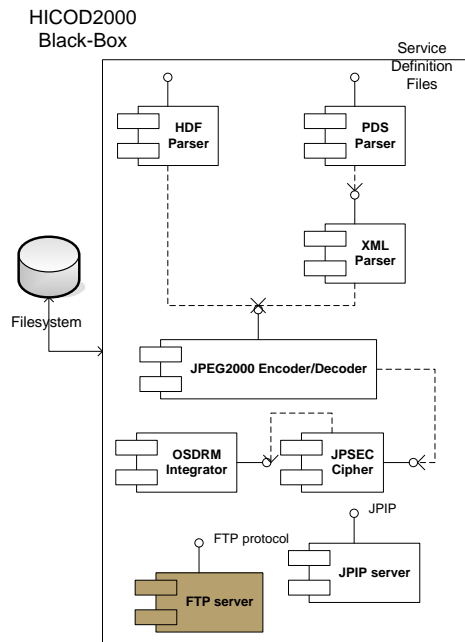 HICOD2000
Black-Box
Service
Definition
Files
HDF
Parser
PDS
Parser
XML
Parser
Filesystem
JPEG2000 Encoder/Decoder
OSDRM
Integrator
JPSEC
Cipher
JPIP
FTP protocol
JPIP server
FTP server